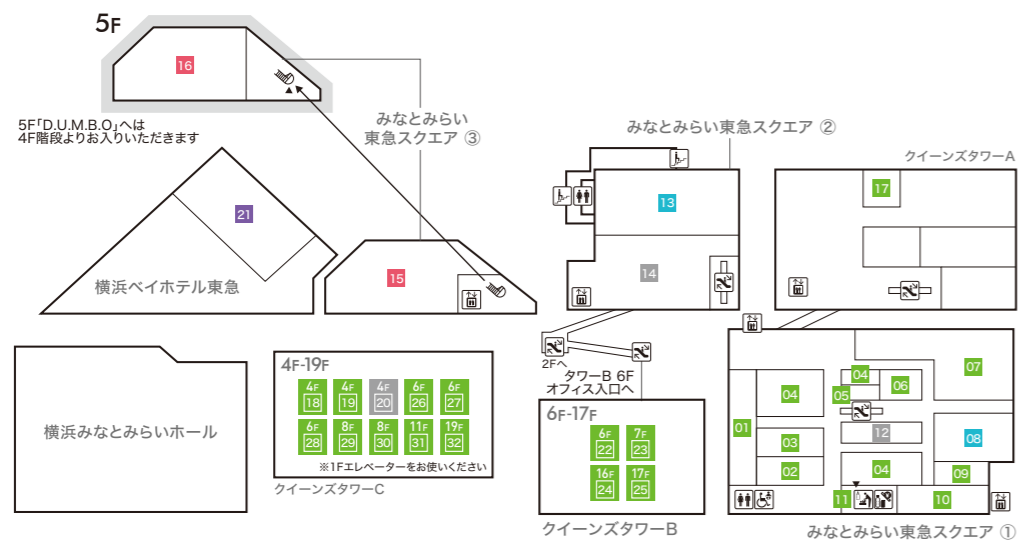 5F
16
5F「D.U.M.B.O」へは
4F階段よりお入りいただきます
みなとみらい
東急スクエア ③
みなとみらい東急スクエア ②
クイーンズタワーA
17
13
14
21
横浜ベイホテル東急
15
2Fへ
タワーB 6F
オフィス入口へ
横浜みなとみらいホール
4F-19F
4F 18
4F 19
4F 20
6F 26
6F 27
6F 28
8F 29
8F 30
11F 31
19F 32
※1Fエレベーターをお使いください
クイーンズタワーC
6F-17F
6F 22
7F 23
16F 24
17F 25
クイーンズタワーB
07
04
06
04
05
01
12
08
03
02
04
09
11
10
みなとみらい東急スクエア ①